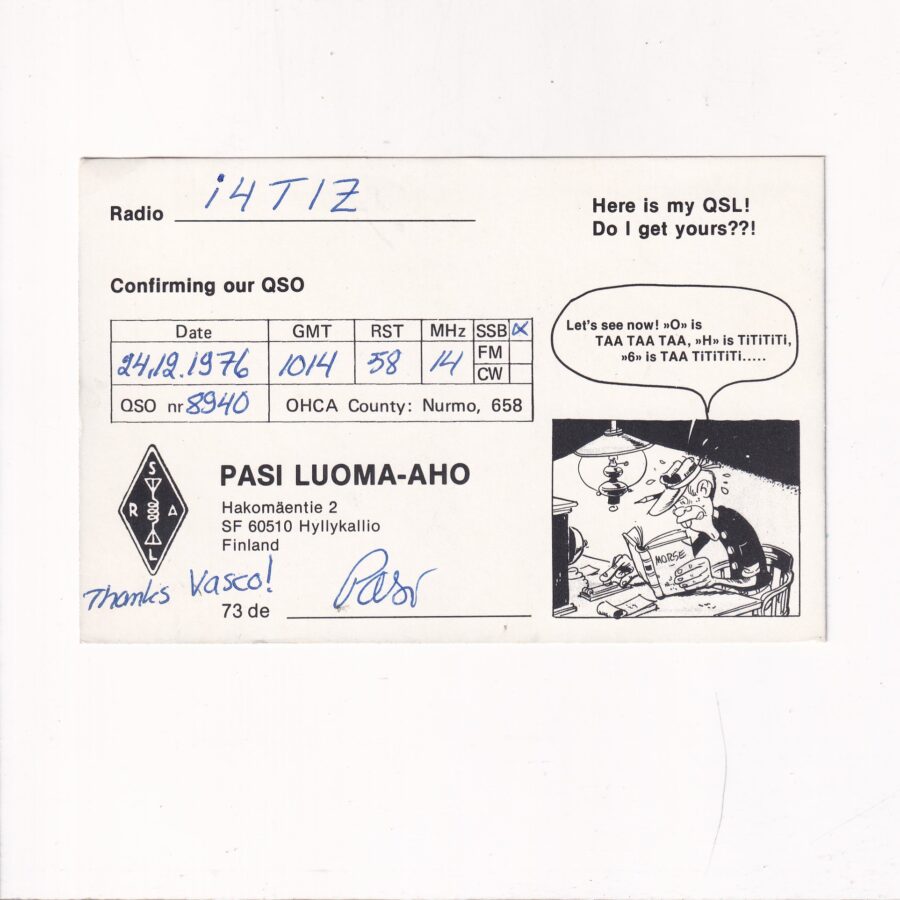 Radio i4TIZ
Here is my QSL!
Do I get yours??!
Confirming our QSO
Date GMT RST MHz SSB X
24.12.1976 1014 58 14 FM
CW
QSO nr 8940 OHCA County: Nurmo, 658
Let's see now! »O» is
TAA TAA TAA, »H» is TiTiTiTi,
»6» is TAA TiTiTiTi.....
MORSE
S
R A
L
PASI LUOMA-AHO
Hakomäentie 2
SF 60510 Hyllykallio
Finland
Thanks Vasco!
73 de Pasi